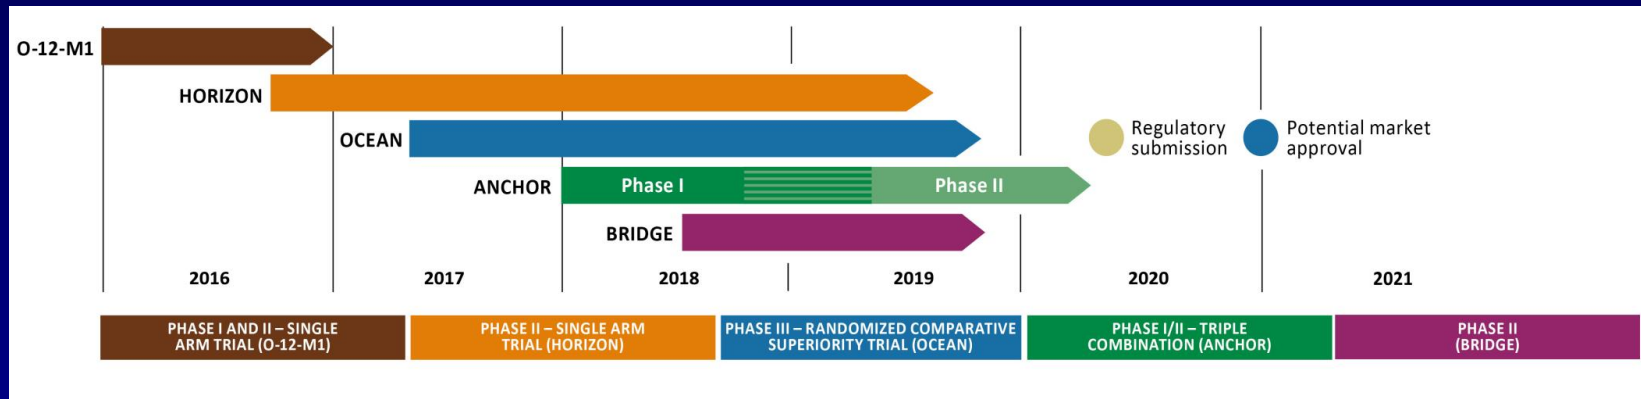 O-12-M1
HORIZON
OCEAN
Regulatory
submission
Potential market
approval
ANCHOR
Phase I
Phase II
BRIDGE
2016
2017
2018
2019
2020
2021
PHASE I AND II – SINGLE
ARM TRIAL (O-12-M1)
PHASE II – SINGLE ARM
TRIAL (HORIZON)
PHASE III – RANDOMIZED COMPARATIVE
SUPERIORITY TRIAL (OCEAN)
PHASE I/II – TRIPLE
COMBINATION (ANCHOR)
PHASE II
(BRIDGE)